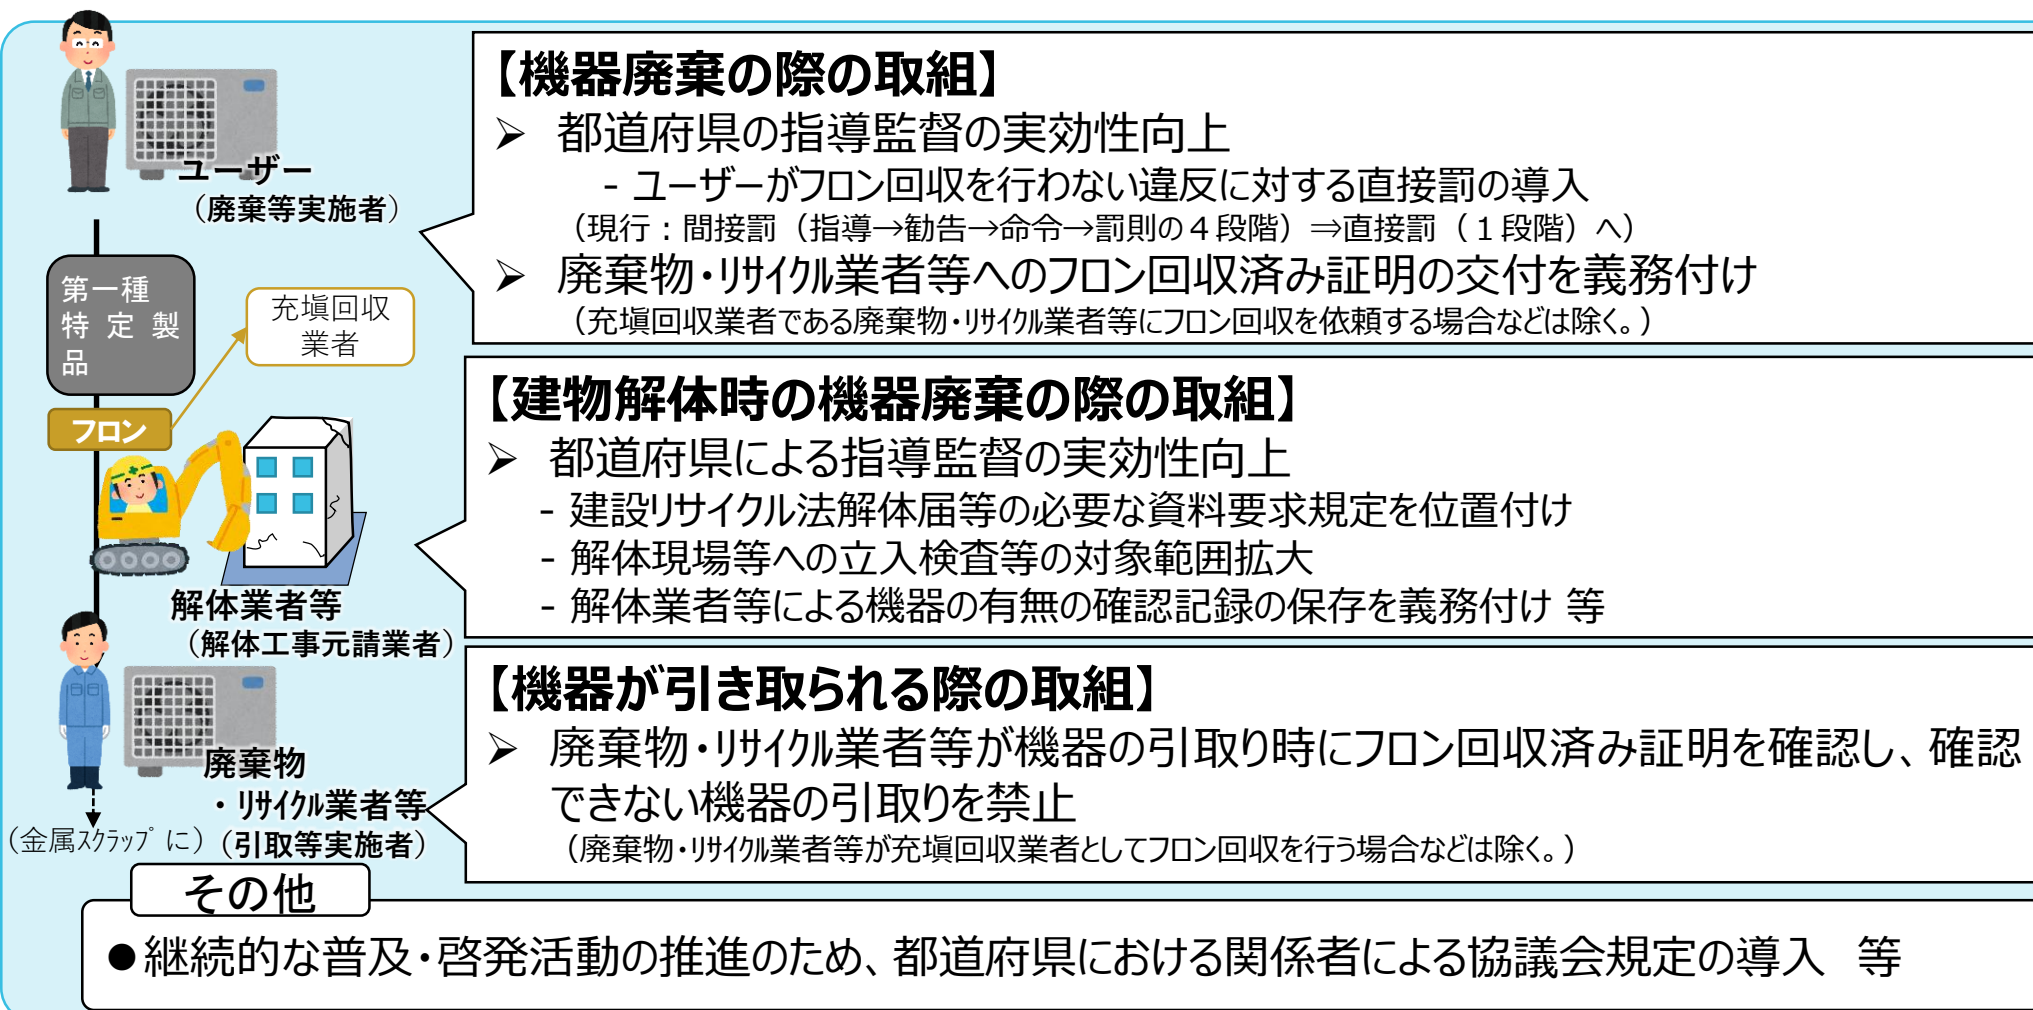 ユーザー
（廃棄等実施者）
第一種
特定製
品
充塡回収
業者
フロン
解体業者等
（解体工事元請業者）
廃棄物
・ﾘｻｲｸﾙ業者等
（金属ｽｸﾗｯﾌﾟに）（引取等実施者）
【機器廃棄の際の取組】
➢ 都道府県の指導監督の実効性向上
- ユーザーがフロン回収を行わない違反に対する直接罰の導入
（現行：間接罰（指導→勧告→命令→罰則の４段階）⇒直接罰（１段階）へ）
➢ 廃棄物・ﾘｻｲｸﾙ業者等へのフロン回収済み証明の交付を義務付け
（充塡回収業者である廃棄物・ﾘｻｲｸﾙ業者等にフロン回収を依頼する場合などは除く。）
【建物解体時の機器廃棄の際の取組】
➢ 都道府県による指導監督の実効性向上
- 建設リサイクル法解体届等の必要な資料要求規定を位置付け
- 解体現場等への立入検査等の対象範囲拡大
- 解体業者等による機器の有無の確認記録の保存を義務付け 等
【機器が引き取られる際の取組】
➢ 廃棄物・ﾘｻｲｸﾙ業者等が機器の引取り時にフロン回収済み証明を確認し、確認
できない機器の引取りを禁止
（廃棄物・ﾘｻｲｸﾙ業者等が充塡回収業者としてフロン回収を行う場合などは除く。）
その他
●継続的な普及・啓発活動の推進のため、都道府県における関係者による協議会規定の導入　等